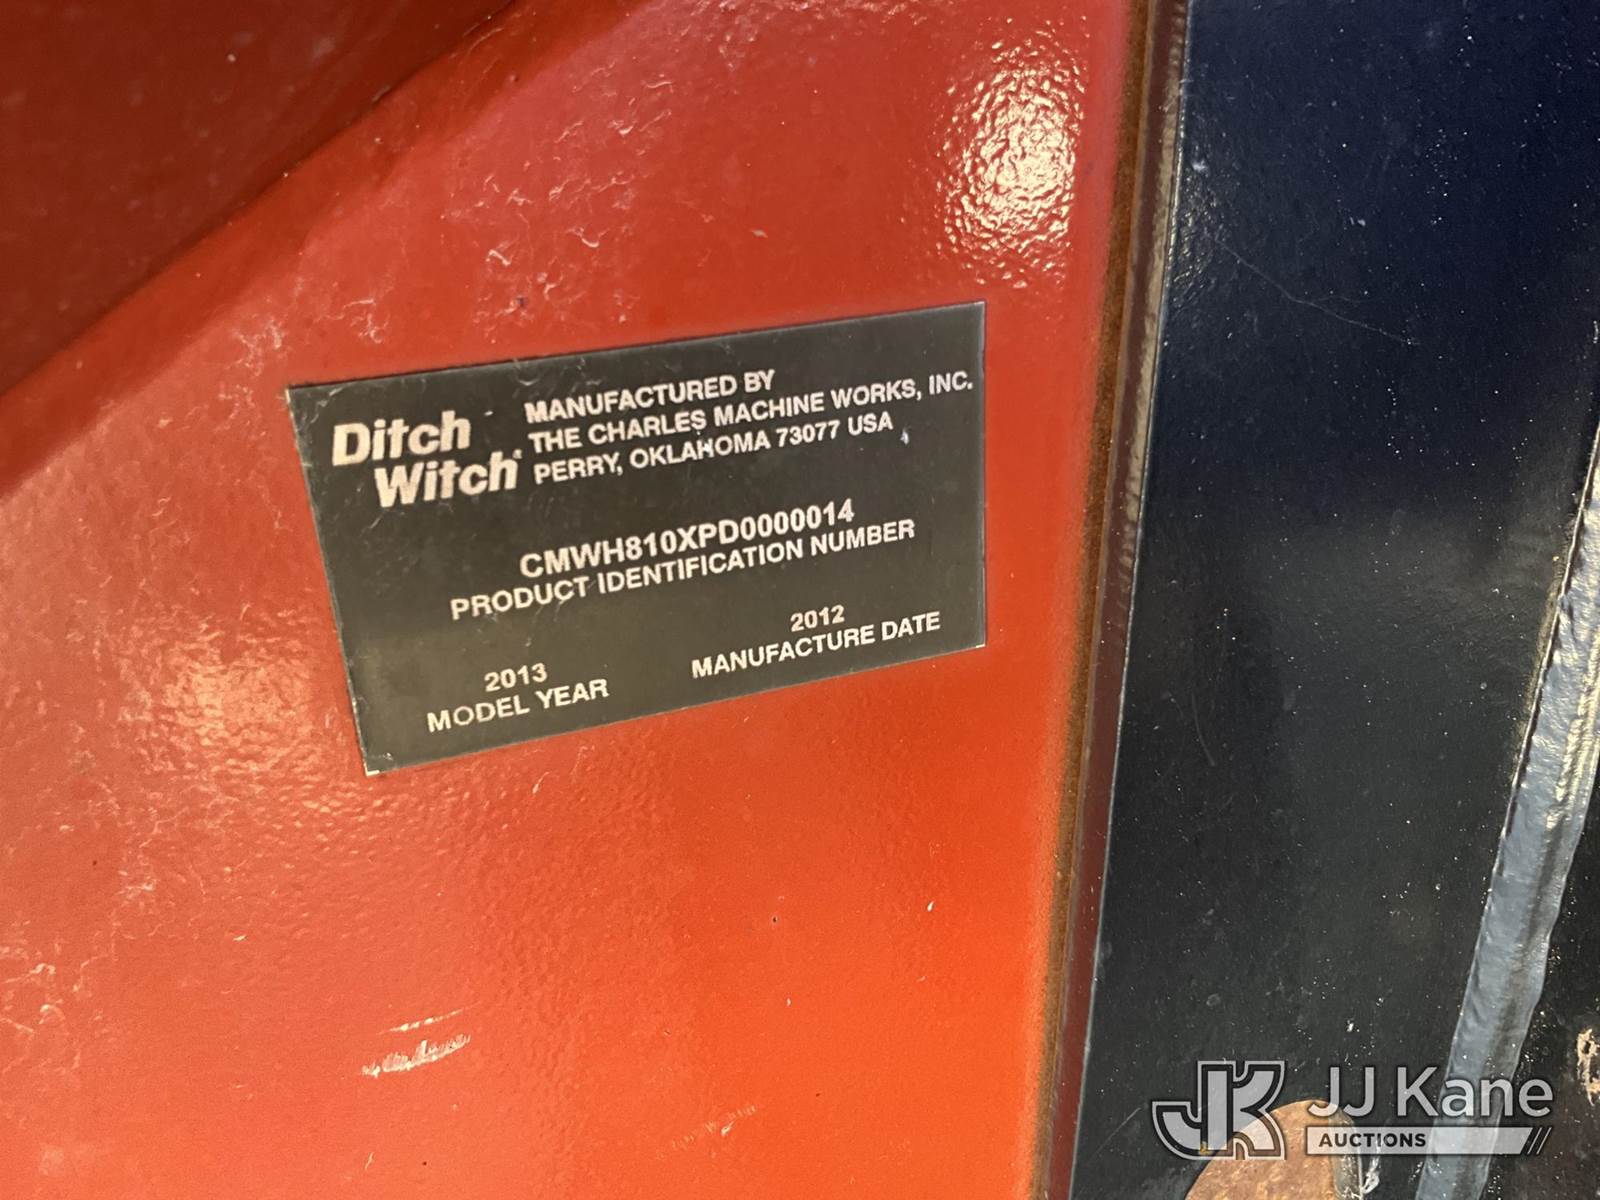 Ditch
Witch
MANUFACTURED BY
THE CHARLES MACHINE WORKS, INC.
PERRY, OKLAHOMA 73077 USA
CMWH810XPD0000014
PRODUCT IDENTIFICATION NUMBER
2013
MODEL YEAR
2012
MANUFACTURE DATE
JK
JJ Kane
AUCTIONS